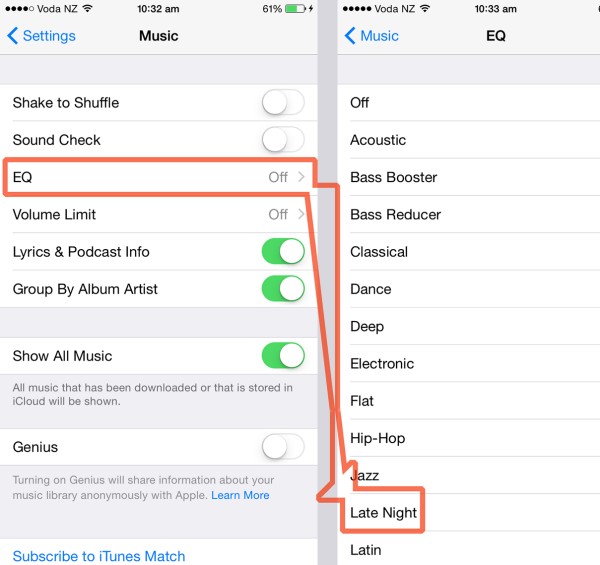 Voda NZ 10:32 am 61%
Settings Music
Shake to Shuffle
Sound Check
EQ Off
Volume Limit Off
Lyrics & Podcast Info
Group By Album Artist
Show All Music
All music that has been downloaded or that is stored in
iCloud will be shown.
Genius
Turning on Genius will share information about your
music library anonymously with Apple. Learn More
Subscribe to iTunes Match
Voda NZ 10:33 am
Music EQ
Off
Acoustic
Bass Booster
Bass Reducer
Classical
Dance
Deep
Electronic
Flat
Hip-Hop
Jazz
Late Night
Latin